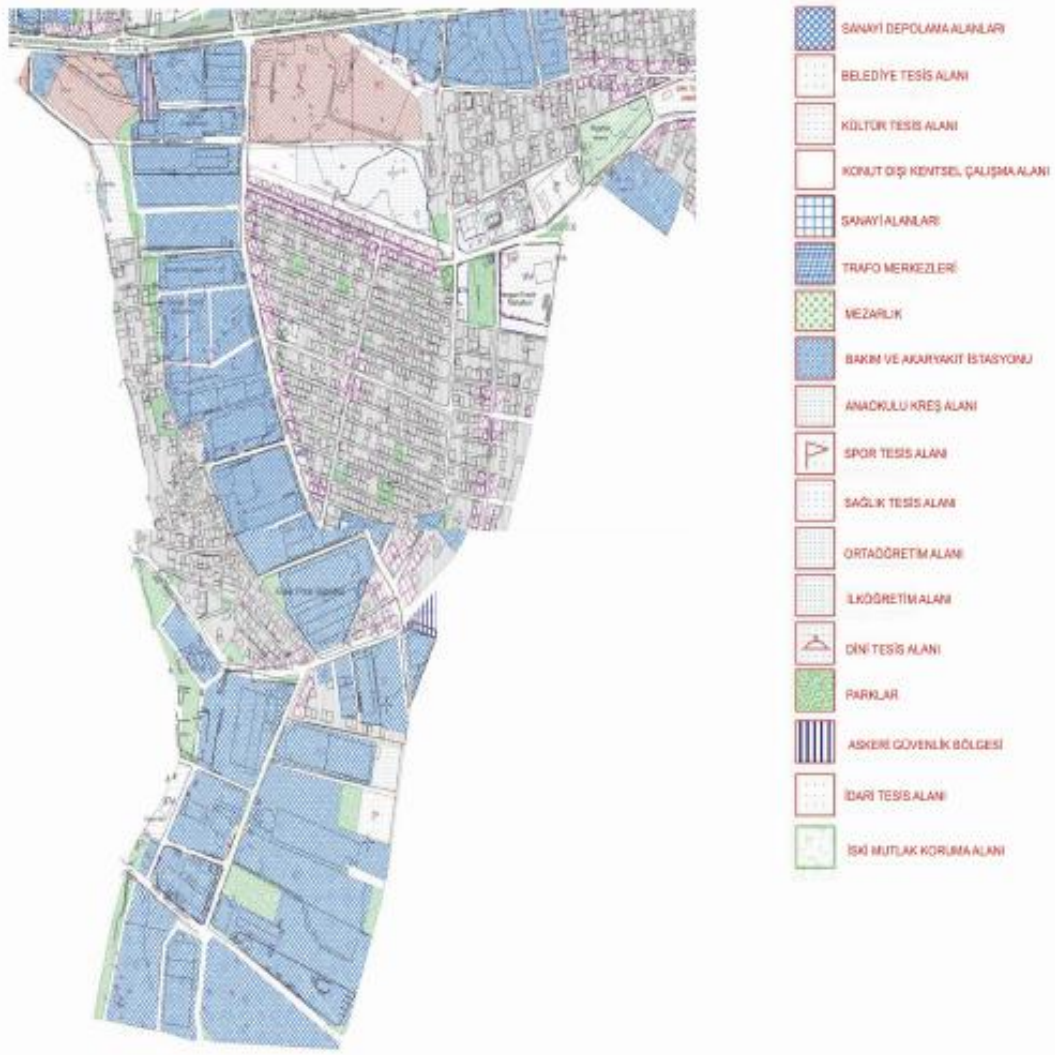 SANAYİ DEPOLAMA ALANLARI
BELEDİYE TESİS ALANI
KÜLTÜR TESİS ALANI
KONUT DIŞI KENTSEL ÇALIŞMA ALANI
SANAYİ ALANLARI
TRAFO MERKEZLERİ
MEZARLIK
BAKIM VE AKARYAKIT İSTASYONU
ANAOKULU KREŞ ALANI
SPOR TESİS ALANI
SAĞLIK TESİS ALANI
ORTAÖĞRETİM ALANI
İLKÖĞRETİM ALANI
DİNİ TESİS ALANI
PARKLAR
ASKERİ GÜVENLİK BÖLGESİ
İDARİ TESİS ALANI
İSKİ MUTLAK KORUMA ALANI